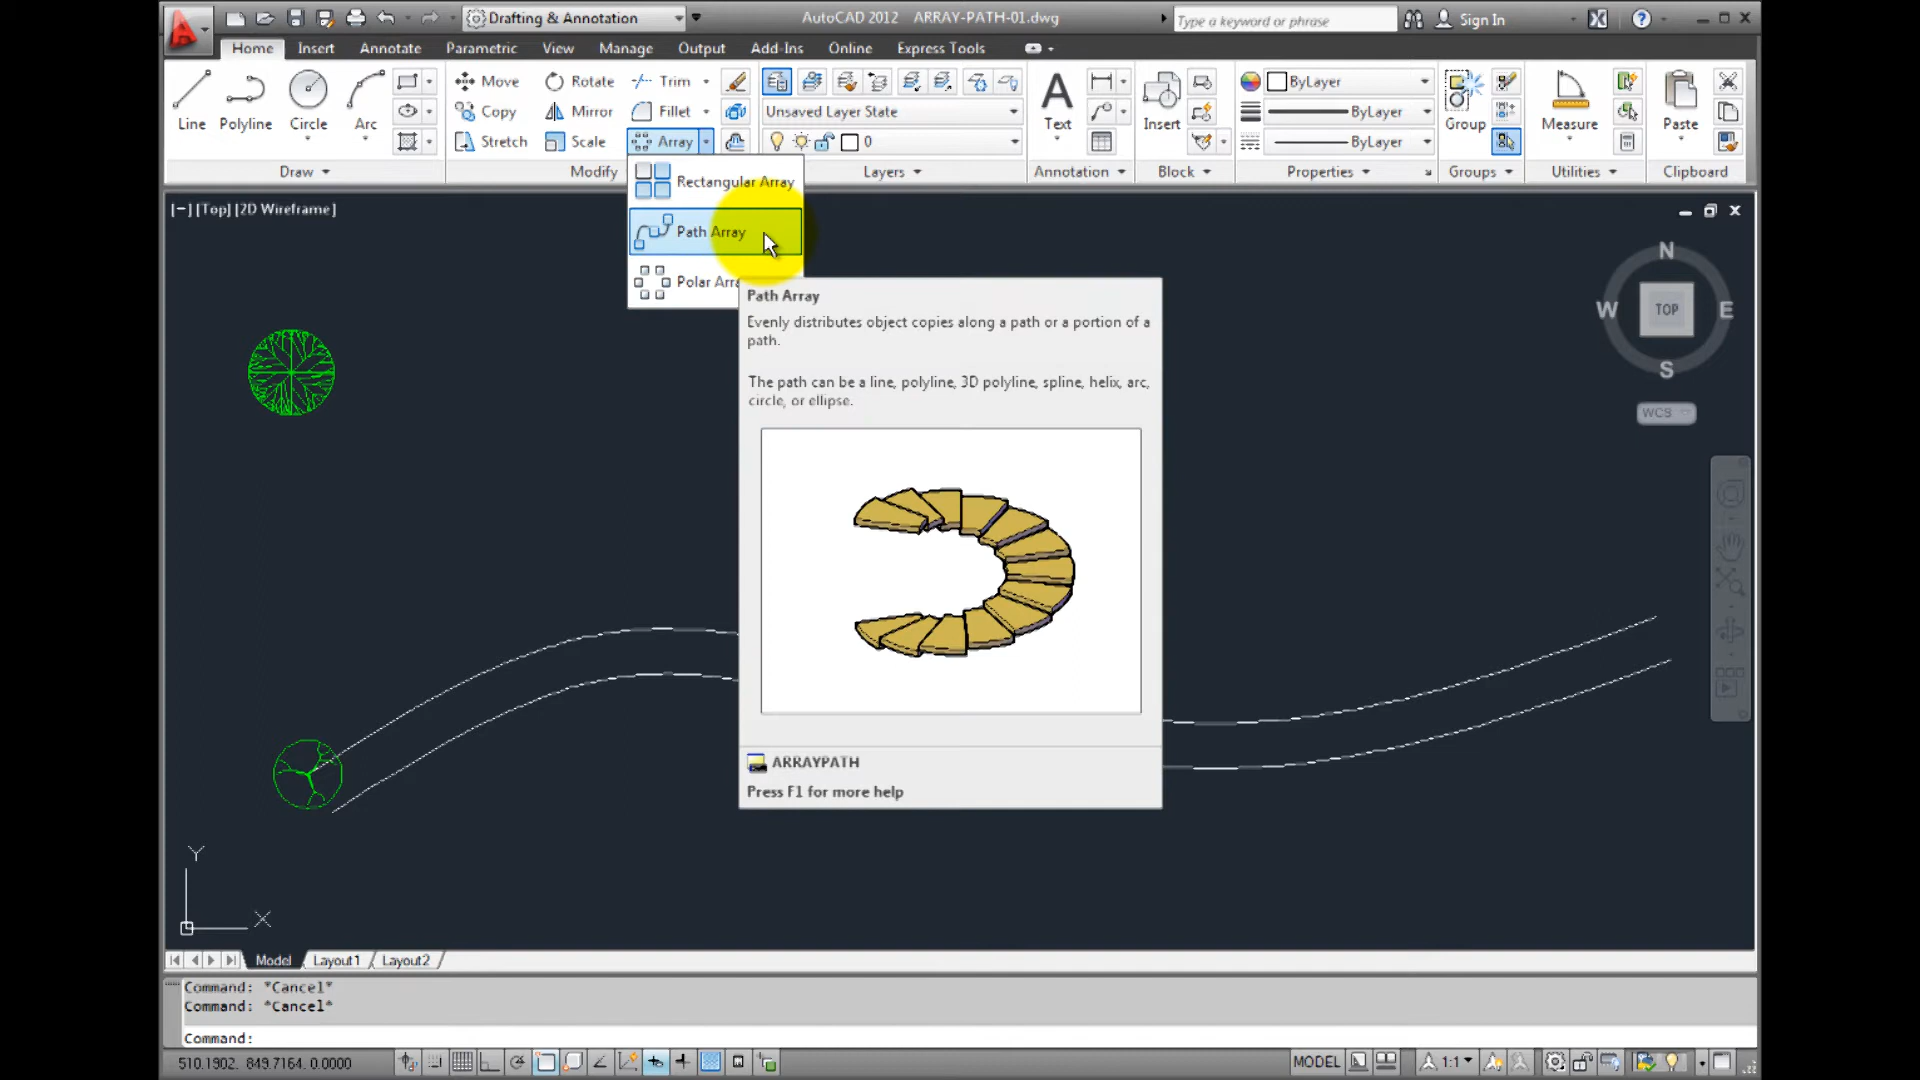 Drafting & Annotation
AutoCAD 2012 ARRAY-PATH-01.dwg
Type a keyword or phrase
Sign In
Home Insert Annotate Parametric View Manage Output Add-Ins Online Express Tools
Line Polyline Circle Arc
Move Rotate Trim
Copy Mirror Fillet
Stretch Scale Array
Unsaved Layer State
0
Text
Insert
ByLayer
ByLayer
ByLayer
Group
Measure
Paste
Draw Modify Layers Annotation Block Properties Groups Utilities Clipboard
Rectangular Array
Path Array
Polar Arra
[−] [Top] [2D Wireframe]
N
W TOP E
S
WCS
Path Array
Evenly distributes object copies along a path or a portion of a
path.
The path can be a line, polyline, 3D polyline, spline, helix, arc,
circle, or ellipse.
ARRAYPATH
Press F1 for more help
Y
X
Model Layout1 Layout2
Command: *Cancel*
Command: *Cancel*
Command:
510.1902, 849.7164, 0.0000
MODEL
1:1